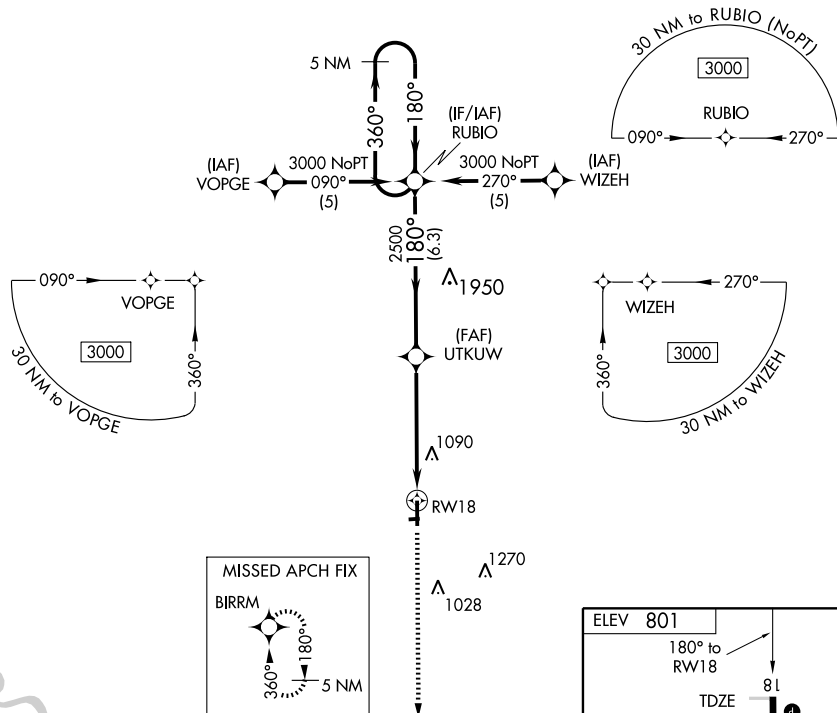 30 NM to RUBIO (NoPT)
3000
RUBIO
090°
270°
5 NM
360°
180°
(IF/IAF)
RUBIO
(IAF)
VOPGE
3000 NoPT
090°
(5)
3000 NoPT
270°
(5)
(IAF)
WIZEH
2500
180°
(6.3)
1950
090°
VOPGE
3000
360°
30 NM to VOPGE
270°
WIZEH
3000
360°
30 NM to WIZEH
(FAF)
UTKUW
1090
RW18
1270
1028
MISSED APCH FIX
BIRRM
360°
180°
5 NM
ELEV 801
180° to
RW18
18
TDZE
P